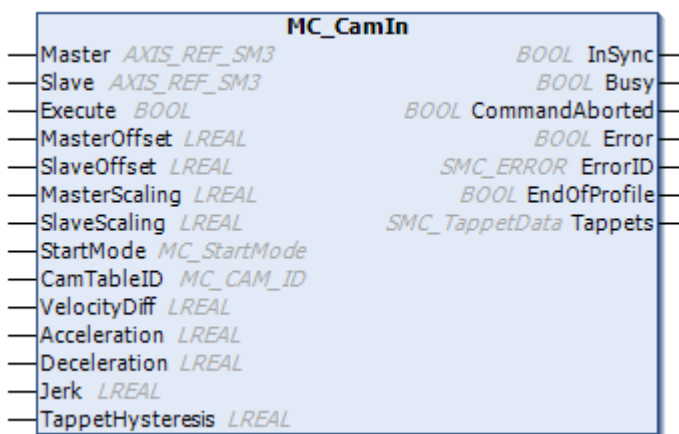 MC_CamIn
Master AXIS_REF_SM3 BOOL InSync
Slave AXIS_REF_SM3 BOOL Busy
Execute BOOL BOOL CommandAborted
MasterOffset LREAL BOOL Error
SlaveOffset LREAL SMC_ERROR ErrorID
MasterScaling LREAL BOOL EndOfProfile
SlaveScaling LREAL SMC_TappetData Tappets
StartMode MC_StartMode
CamTableID MC_CAM_ID
VelocityDiff LREAL
Acceleration LREAL
Deceleration LREAL
Jerk LREAL
TappetHysteresis LREAL